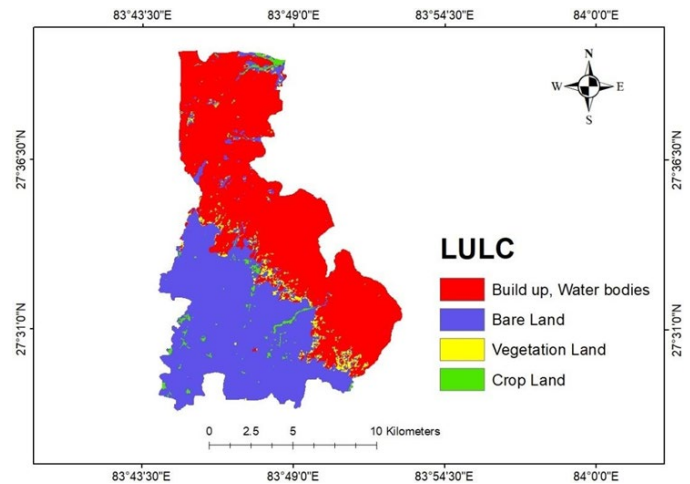 83°43'30"E 83°49'0"E 83°54'30"E 84°0'0"E
N
W E
S
27°36'30"N 27°36'30"N
LULC
Build up, Water bodies
Bare Land
27°31'0"N 27°31'0"N
Vegetation Land
Crop Land
0 2.5 5 10 Kilometers
83°43'30"E 83°49'0"E 83°54'30"E 84°0'0"E